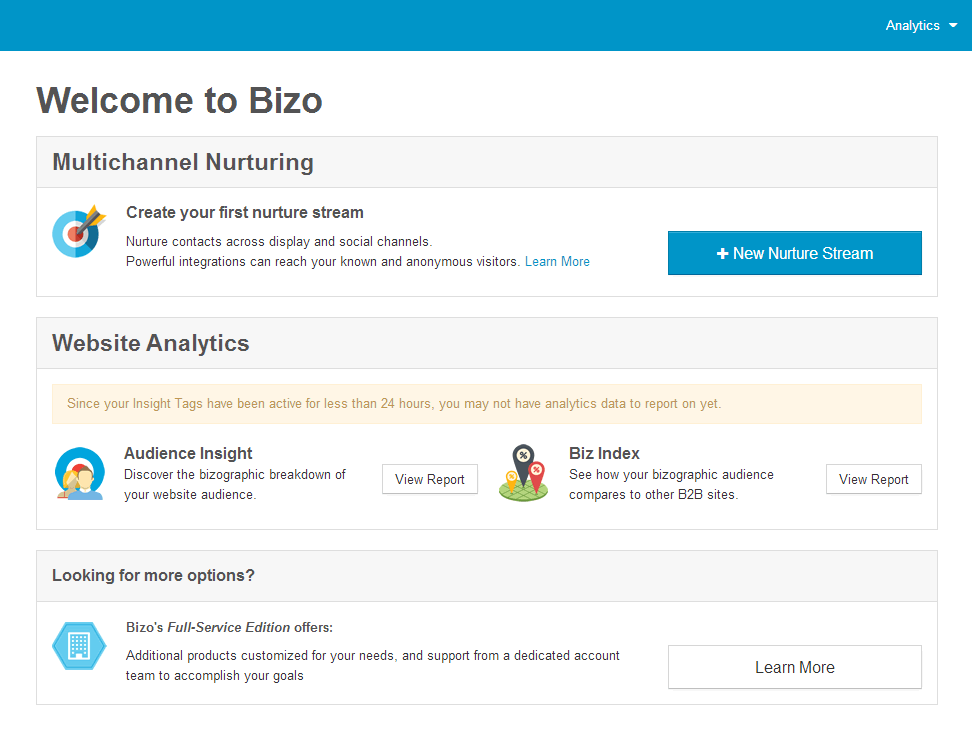 Analytics
Welcome to Bizo
Multichannel Nurturing
Create your first nurture stream
Nurture contacts across display and social channels.
Powerful integrations can reach your known and anonymous visitors. Learn More
+ New Nurture Stream
Website Analytics
Since your Insight Tags have been active for less than 24 hours, you may not have analytics data to report on yet.
Audience Insight
Discover the bizographic breakdown of
your website audience.
View Report
Biz Index
See how your bizographic audience
compares to other B2B sites.
View Report
Looking for more options?
Bizo's Full-Service Edition offers:
Additional products customized for your needs, and support from a dedicated account
team to accomplish your goals
Learn More